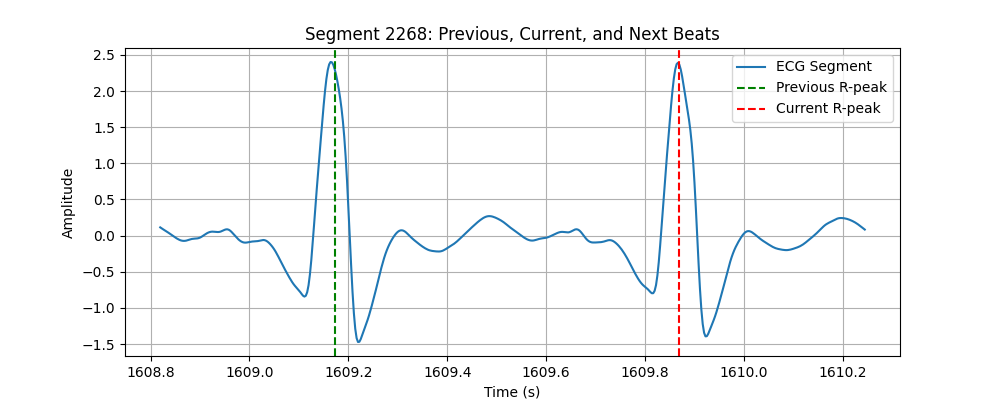 Segment 2268: Previous, Current, and Next Beats
ECG Segment
Previous R-peak
Current R-peak
Amplitude
2.5
2.0
1.5
1.0
0.5
0.0
−0.5
−1.0
−1.5
1608.8 1609.0 1609.2 1609.4 1609.6 1609.8 1610.0 1610.2
Time (s)